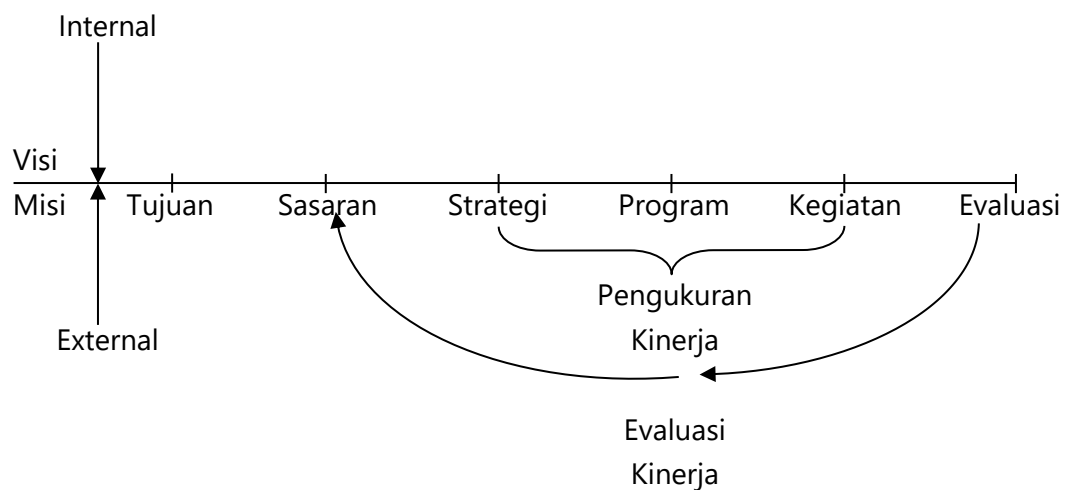 Internal
Visi
Misi Tujuan Sasaran Strategi Program Kegiatan Evaluasi
Pengukuran
Kinerja
External
Evaluasi
Kinerja